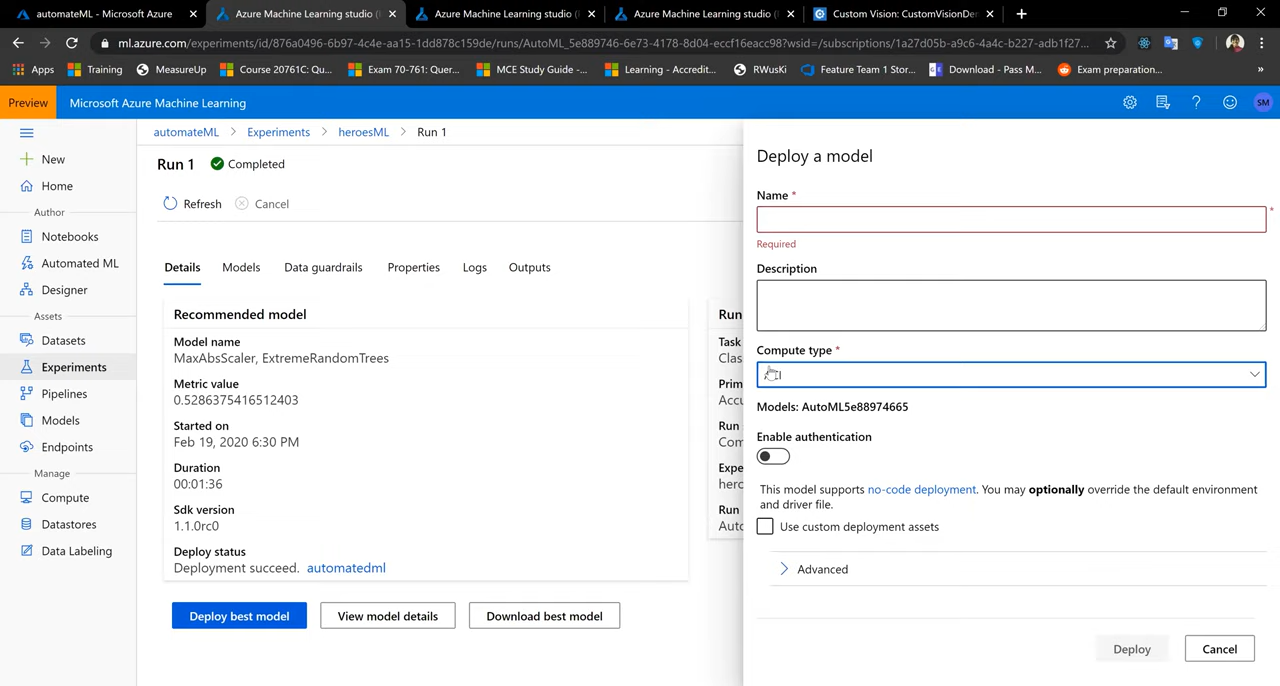 automateML - Microsoft Azure
Azure Machine Learning studio (
Azure Machine Learning studio (
Azure Machine Learning studio (
Custom Vision: CustomVisionDer
ml.azure.com/experiments/id/876a0496-6b97-4c4e-aa15-1dd878c159de/runs/AutoML_5e889746-6e73-4178-8d04-eccf16eacc98?wsid=/subscriptions/1a27d05b-a9c6-4a4c-b227-adb1f27...
Apps
Training
MeasureUp
Course 20761C: Qu...
Exam 70-761: Quer...
MCE Study Guide -...
Learning - Accredit...
RWusKi
Feature Team 1 Stor...
Download - Pass M...
Exam preparation...
»
Preview
Microsoft Azure Machine Learning
SM
New
Home
Author
Notebooks
Automated ML
Designer
Assets
Datasets
Experiments
Pipelines
Models
Endpoints
Manage
Compute
Datastores
Data Labeling
automateML > Experiments > heroesML > Run 1
Run 1 Completed
Refresh Cancel
Details Models Data guardrails Properties Logs Outputs
Recommended model
Model name
MaxAbsScaler, ExtremeRandomTrees
Metric value
0.5286375416512403
Started on
Feb 19, 2020 6:30 PM
Duration
00:01:36
Sdk version
1.1.0rc0
Deploy status
Deployment succeed. automatedml
Run
Task
Clas
Prim
Accu
Run
Com
Expe
hero
Run
Auto
Deploy best model
View model details
Download best model
Deploy a model
Name *
*
Required
Description
Compute type *
Models: AutoML5e88974665
Enable authentication
This model supports no-code deployment. You may optionally override the default environment
and driver file.
Use custom deployment assets
Advanced
Deploy
Cancel